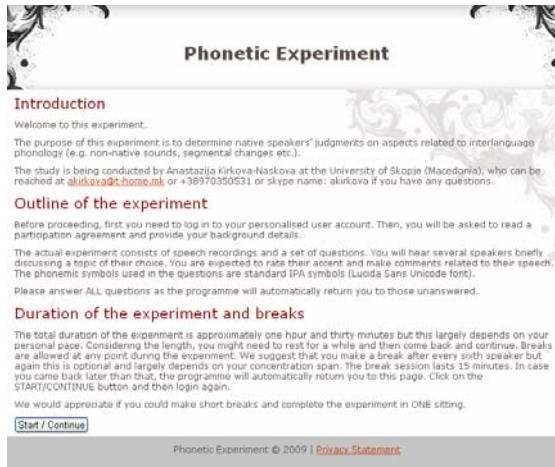 Phonetic Experiment
Introduction
Welcome to this experiment.
The purpose of this experiment is to determine native speakers' judgments on aspects related to interlanguage
phonology (e.g. non-native sounds, segmental changes etc.).
The study is being conducted by Anastazija Kirkova-Naskova at the University of Skopje (Macedonia), who can be
reached at akirkova@t-home.mk or +38970350531 or skype name: akirkova if you have any questions.
Outline of the experiment
Before proceeding, first you need to log in to your personalised user account. Then, you will be asked to read a
participation agreement and provide your background details.
The actual experiment consists of speech recordings and a set of questions. You will hear several speakers briefly
discussing a topic of their choice. You are expected to rate their accent and make comments related to their speech.
The phonemic symbols used in the questions are standard IPA symbols (Lucida Sans Unicode font).
Please answer ALL questions as the programme will automatically return you to those unanswered.
Duration of the experiment and breaks
The total duration of the experiment is approximately one hour and thirty minutes but this largely depends on your
personal pace. Considering the length, you might need to rest for a while and then come back and continue. Breaks
are allowed at any point during the experiment. We suggest that you make a break after every sixth speaker but
again this is optional and largely depends on your concentration span. The break session lasts 15 minutes. In case
you came back later than that, the programme will automatically return you to this page. Click on the
START/CONTINUE button and then login again.
We would appreciate if you could make short breaks and complete the experiment in ONE sitting.
Start / Continue
Phonetic Experiment © 2009 | Privacy Statement